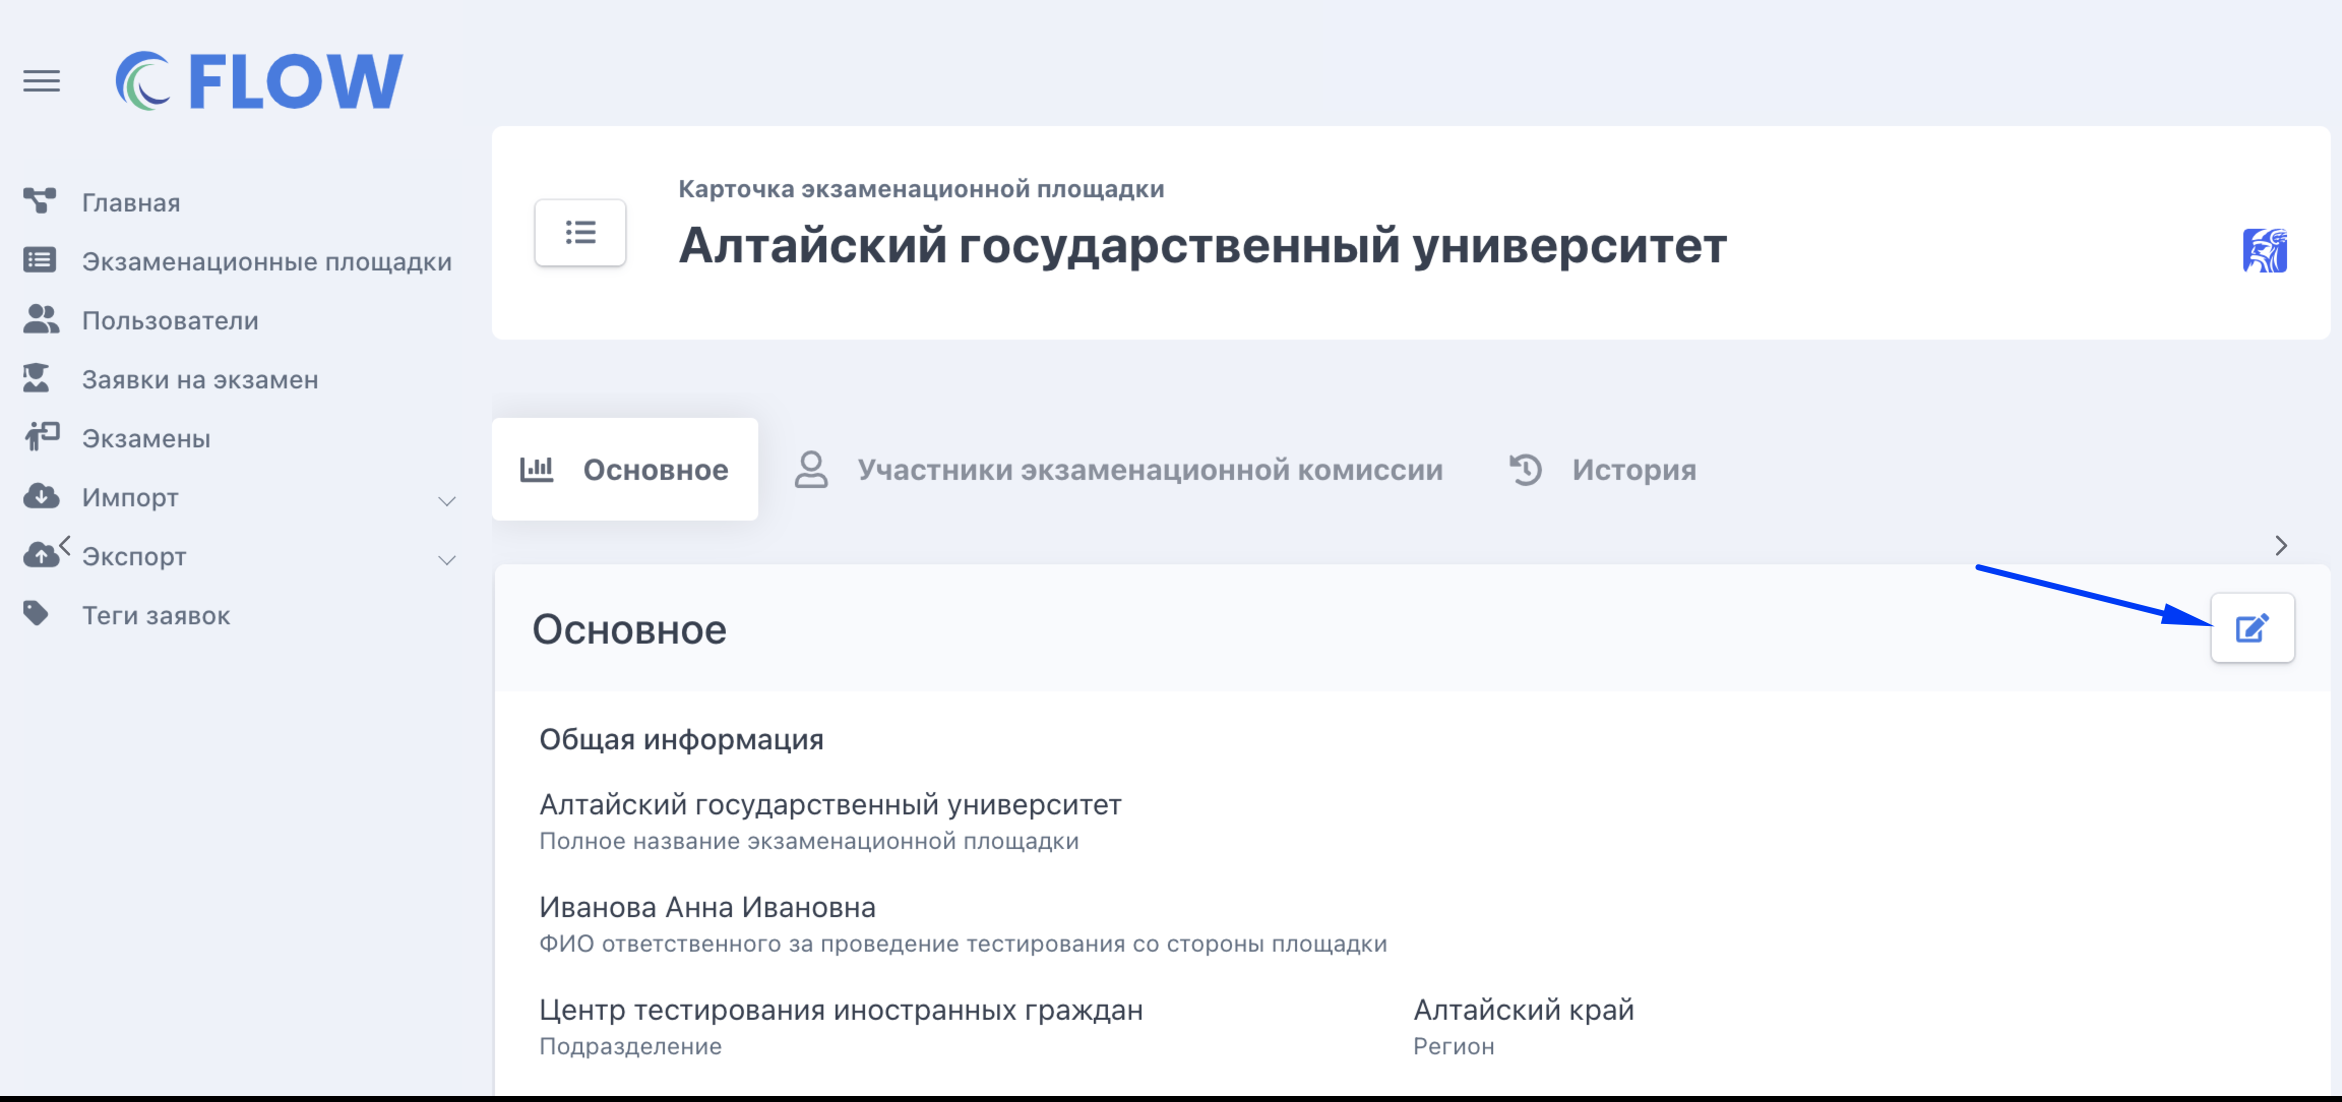 FLOW
Главная
Экзаменационные площадки
Пользователи
Заявки на экзамен
Экзамены
Импорт
Экспорт
Теги заявок
Карточка экзаменационной площадки
Алтайский государственный университет
Основное
Участники экзаменационной комиссии
История
Основное
Общая информация
Алтайский государственный университет
Полное название экзаменационной площадки
Иванова Анна Ивановна
ФИО ответственного за проведение тестирования со стороны площадки
Центр тестирования иностранных граждан
Подразделение
Алтайский край
Регион